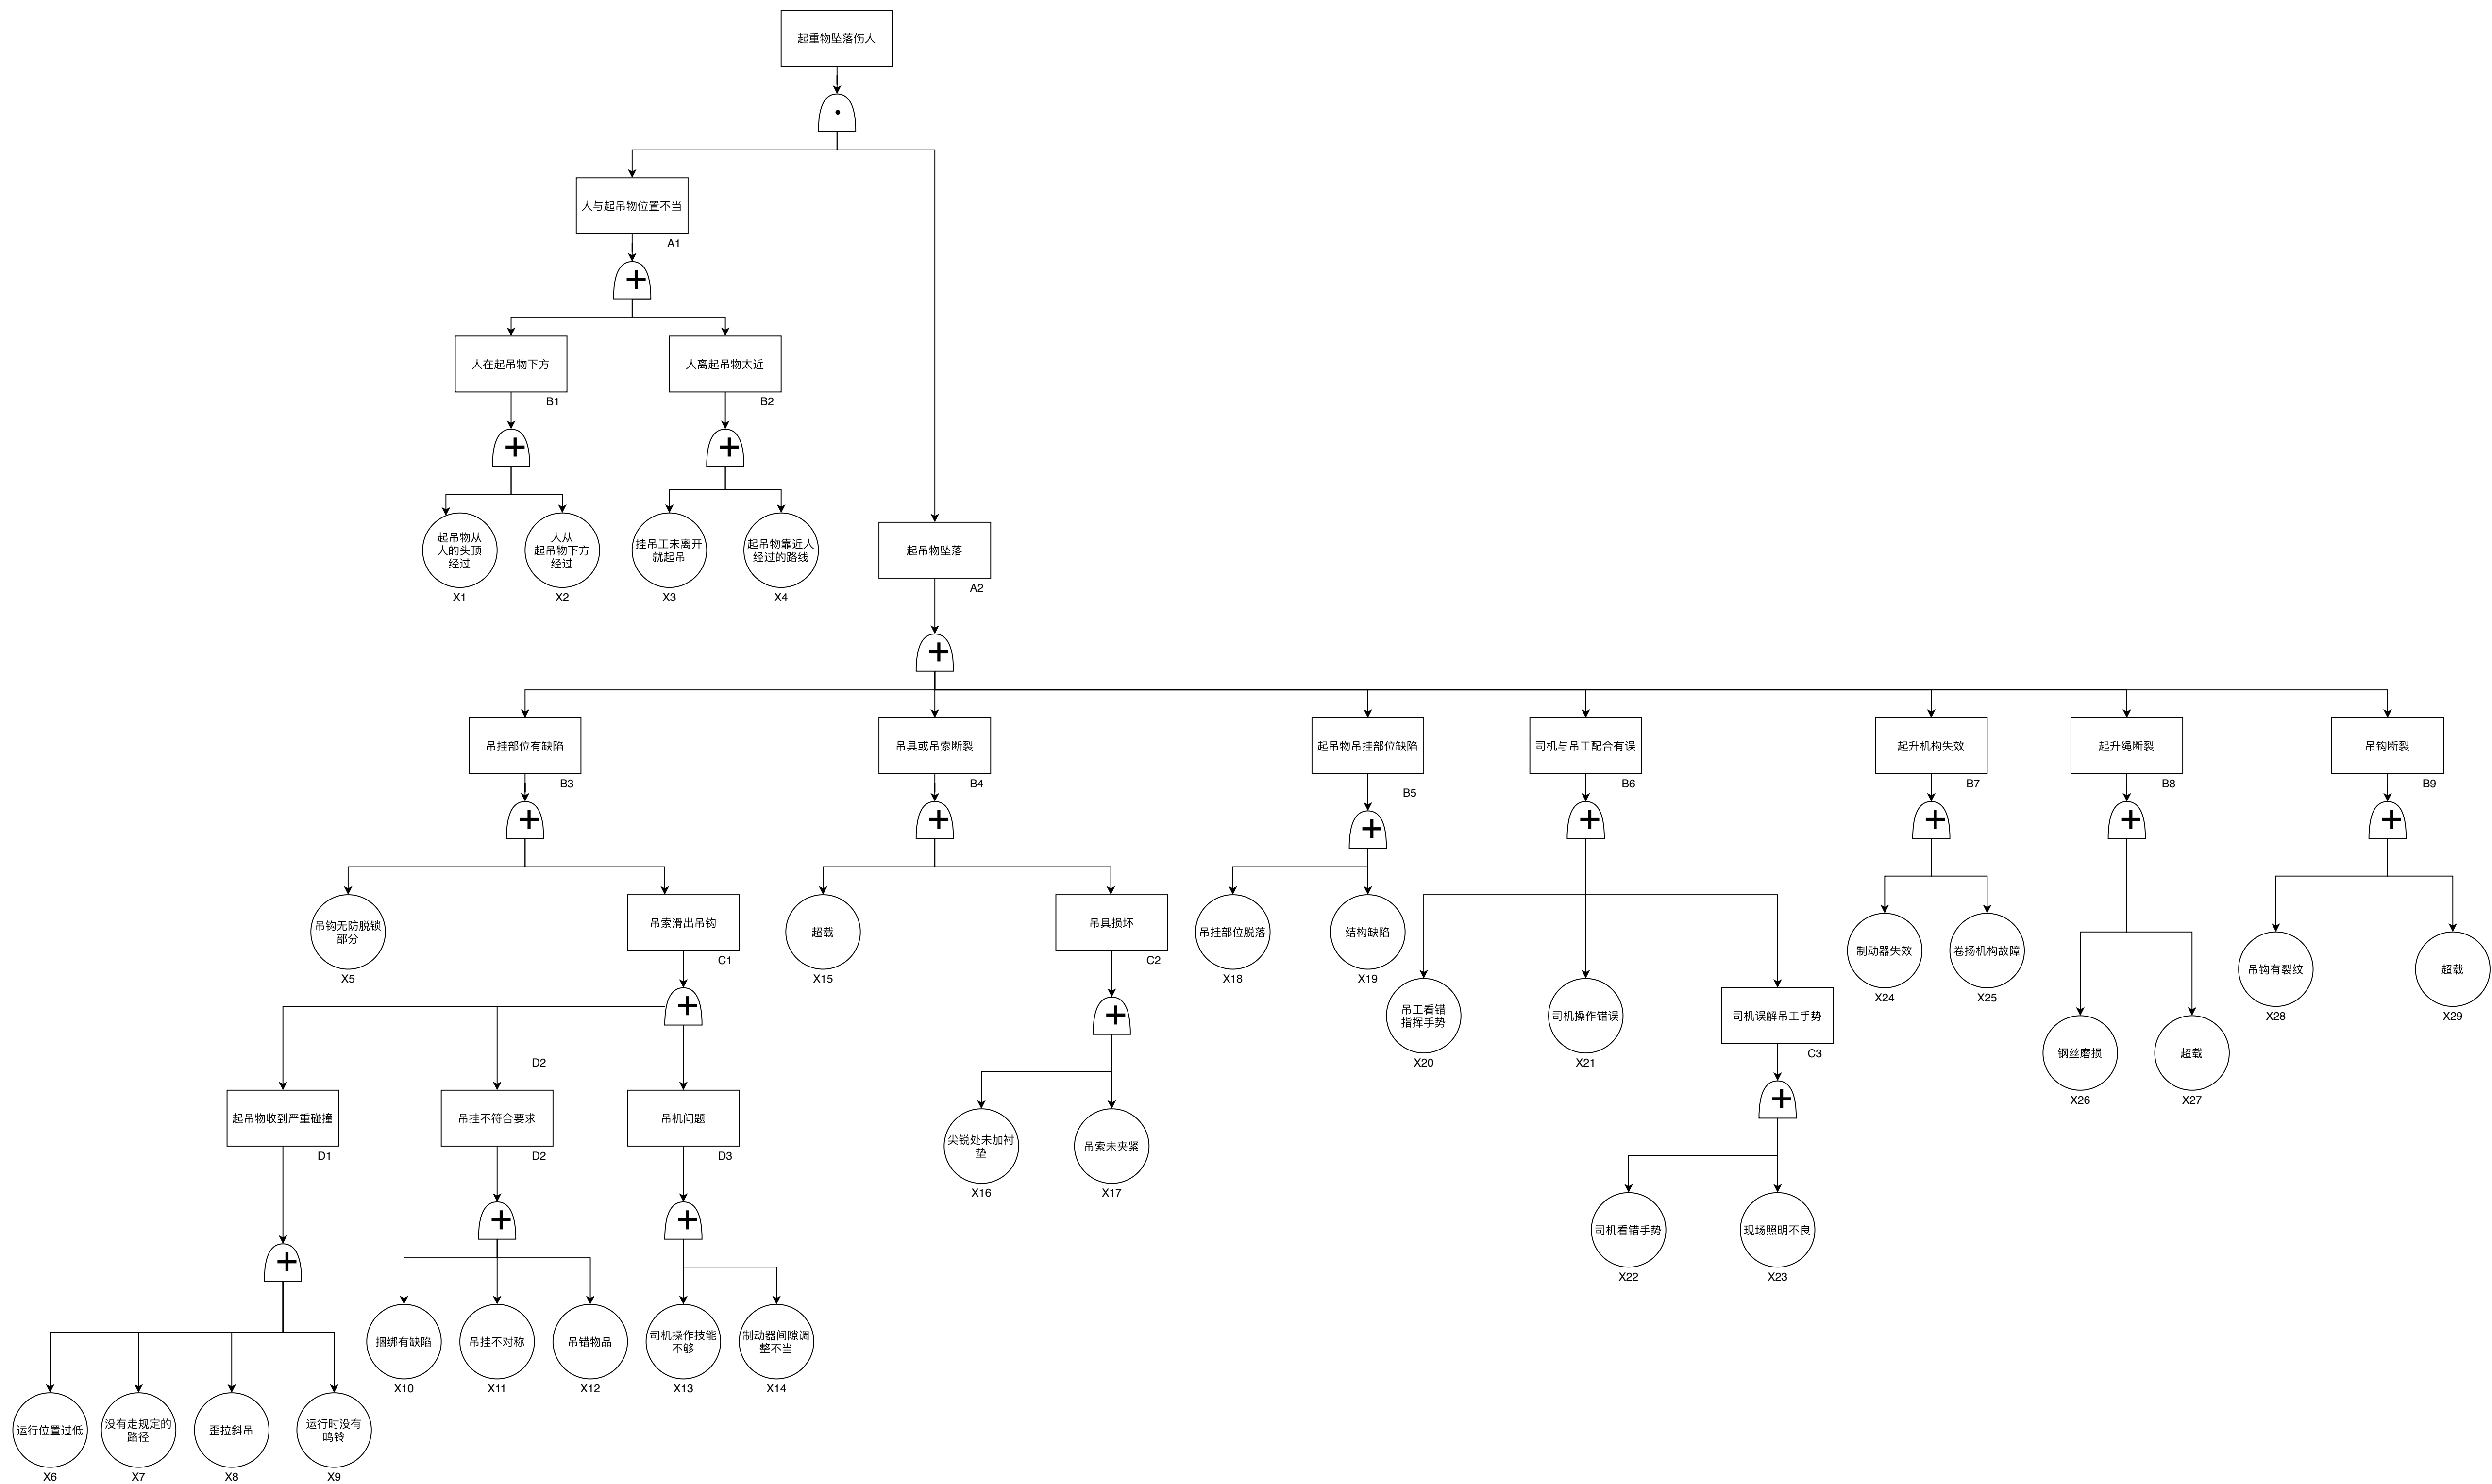 起重物坠落伤人
人与起吊物位置不当
A1
人在起吊物下方
B1
人离起吊物太近
B2
起吊物从
人的头顶
经过
X1
人从
起吊物下方
经过
X2
挂吊工未离开
就起吊
X3
起吊物靠近人
经过的路线
X4
起吊物坠落
A2
吊挂部位有缺陷
B3
吊具或吊索断裂
B4
起吊物吊挂部位缺陷
B5
司机与吊工配合有误
B6
起升机构失效
B7
起升绳断裂
B8
吊钩断裂
B9
吊钩无防脱锁
部分
X5
吊索滑出吊钩
C1
超载
X15
吊具损坏
C2
吊挂部位脱落
X18
结构缺陷
X19
吊工看错
指挥手势
X20
司机操作错误
X21
司机误解吊工手势
C3
制动器失效
X24
卷扬机构故障
X25
钢丝磨损
X26
超载
X27
吊钩有裂纹
X28
超载
X29
D2
起吊物收到严重碰撞
D1
吊挂不符合要求
D2
吊机问题
D3
尖锐处未加衬
垫
X16
吊索未夹紧
X17
司机看错手势
X22
现场照明不良
X23
捆绑有缺陷
X10
吊挂不对称
X11
吊错物品
X12
司机操作技能
不够
X13
制动器间隙调
整不当
X14
运行位置过低
X6
没有走规定的
路径
X7
歪拉斜吊
X8
运行时没有
鸣铃
X9